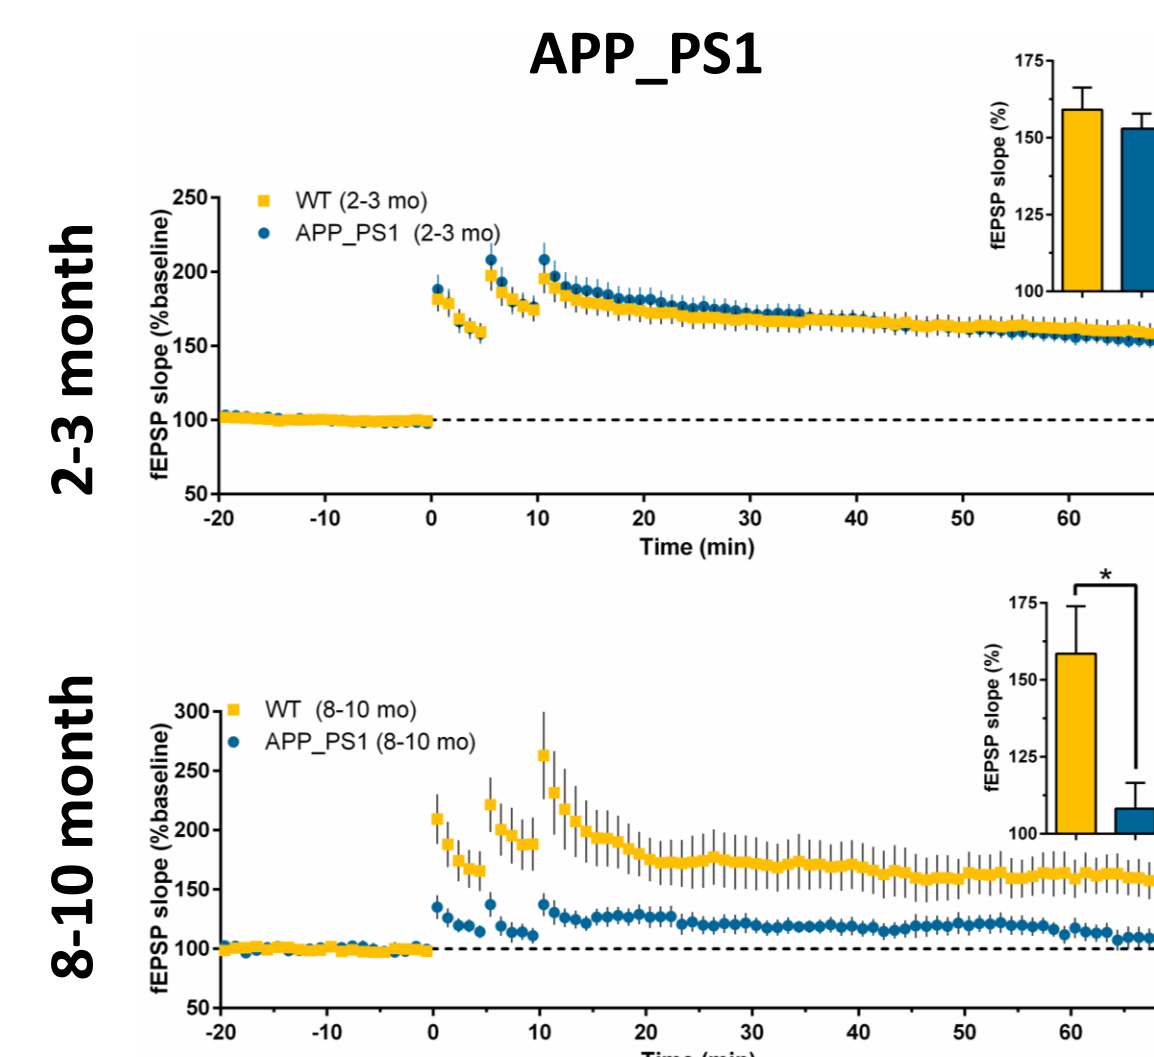 APP_PS1
2-3 month
fEPSP slope (%baseline)
250
200
150
100
50
WT (2-3 mo)
APP_PS1 (2-3 mo)
-20 -10 0 10 20 30 40 50 60
Time (min)
fEPSP slope (%)
175
150
125
100
8-10 month
fEPSP slope (%baseline)
300
250
200
150
100
50
WT (8-10 mo)
APP_PS1 (8-10 mo)
-20 -10 0 10 20 30 40 50 60
Time (min)
fEPSP slope (%)
175
150
125
100
*